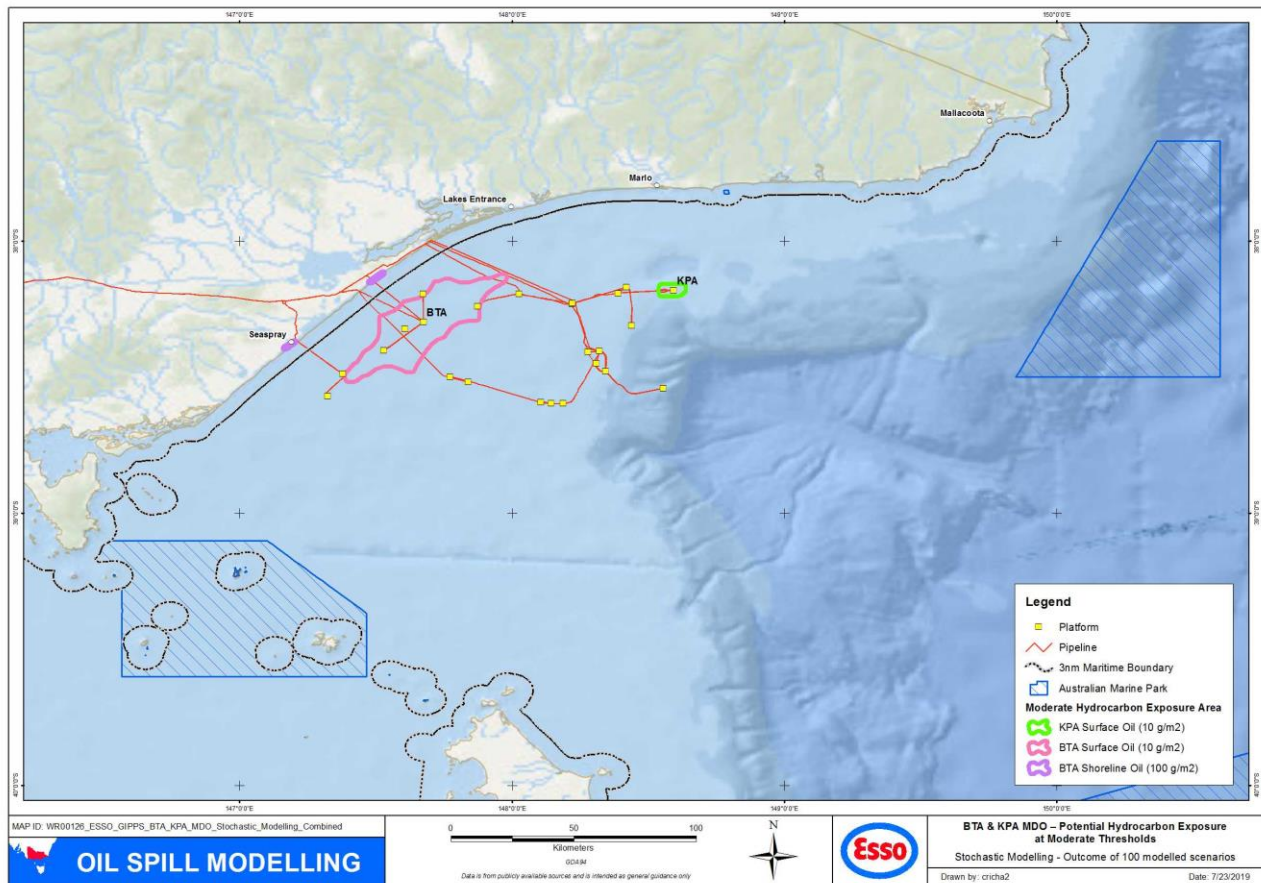 147°0'0"E 148°0'0"E 149°0'0"E 150°0'0"E
Mallacoota
Marlo
Lakes Entrance
38°0'0"S 38°0'0"S
KPA
BTA
Seaspray
39°0'0"S 39°0'0"S
Legend
Platform
Pipeline
3nm Maritime Boundary
Australian Marine Park
Moderate Hydrocarbon Exposure Area
KPA Surface Oil (10 g/m2)
BTA Surface Oil (10 g/m2)
BTA Shoreline Oil (100 g/m2)
40°0'0"S 40°0'0"S
147°0'0"E 148°0'0"E 149°0'0"E 150°0'0"E
MAP ID: WR00126_ESSO_GIPPS_BTA_KPA_MDO_Stochastic_Modelling_Combined
OIL SPILL MODELLING
0 50 100
Kilometers
GDA94
Data is from publicly available sources and is intended as general guidance only
N
Esso
BTA & KPA MDO – Potential Hydrocarbon Exposure
at Moderate Thresholds
Stochastic Modelling - Outcome of 100 modelled scenarios
Drawn by: cricha2 Date: 7/23/2019